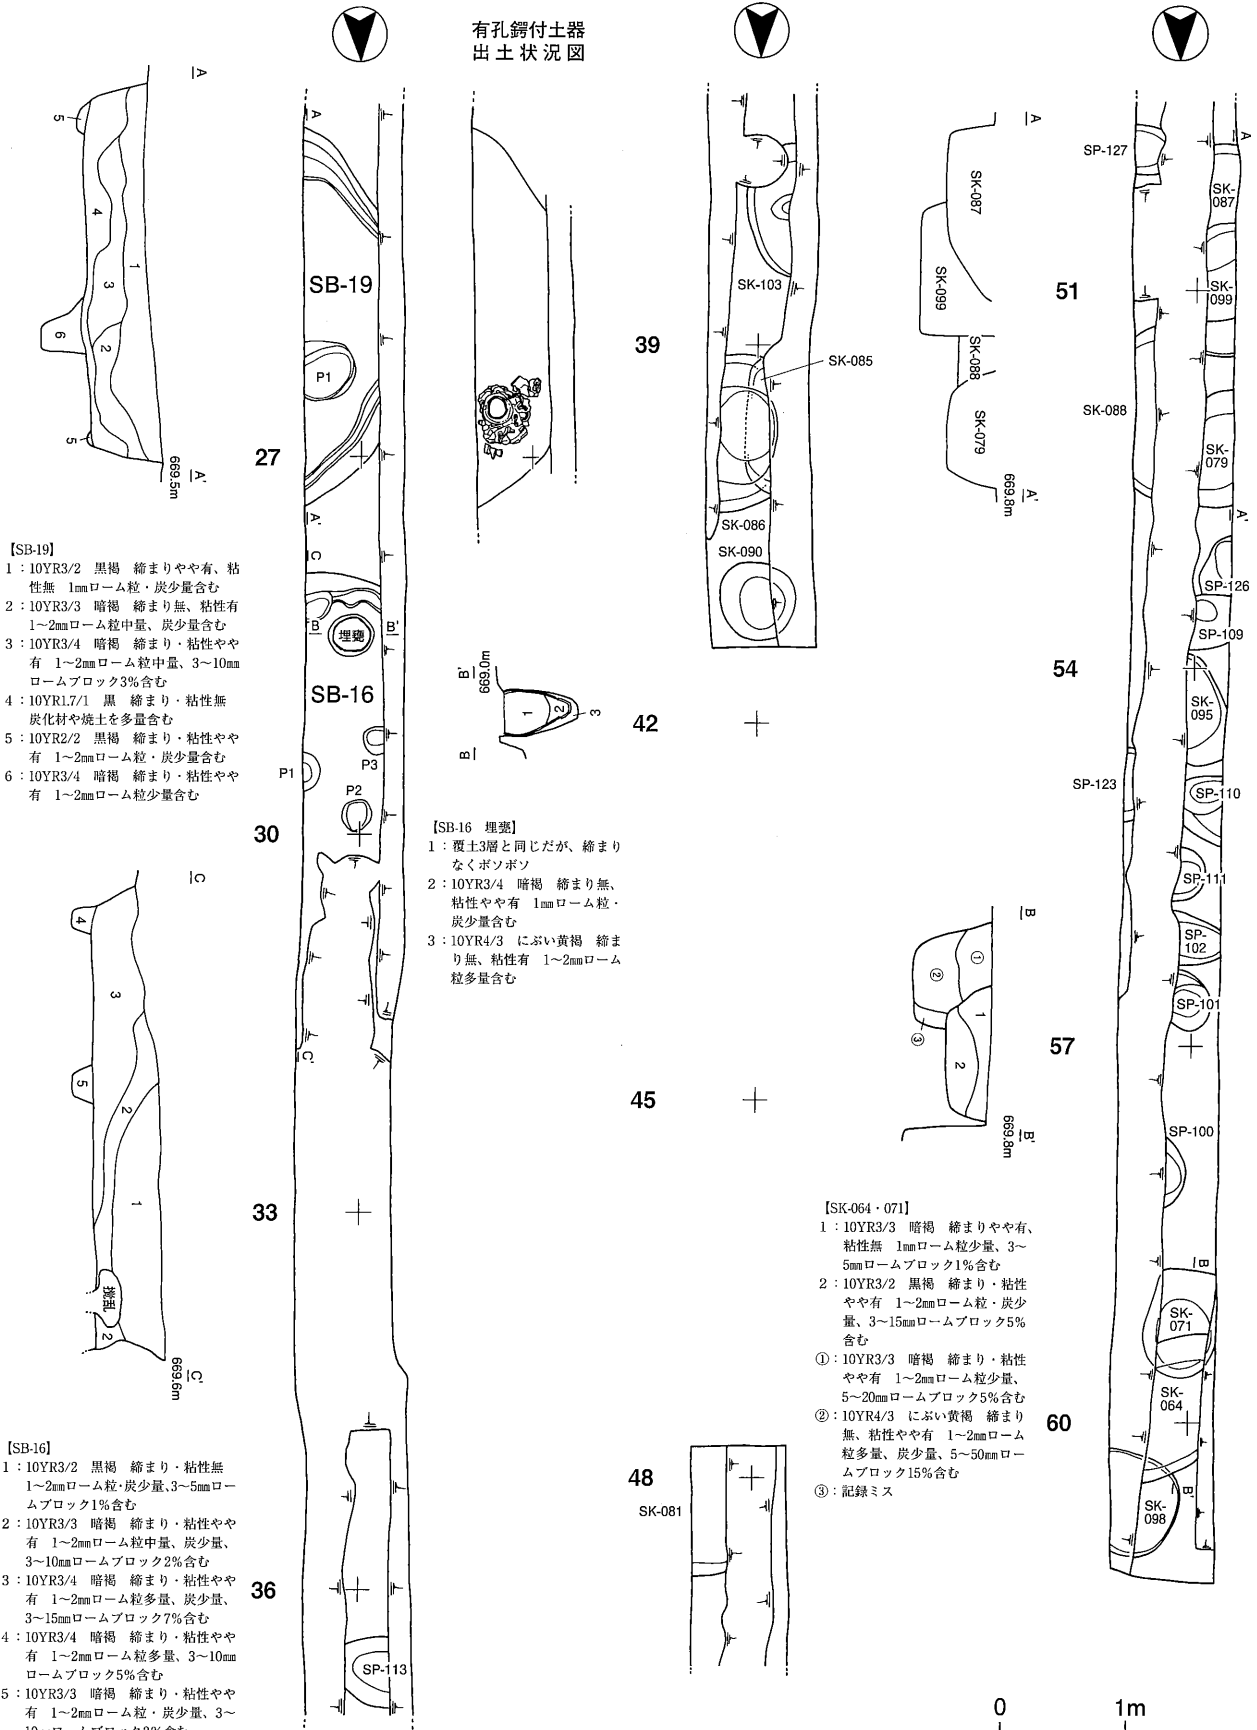 有孔鍔付土器
出土状況図
A
5
4
3
1
2
6
5
669.5m
A'
【SB-19】
1：10YR3/2　黒褐　締まりやや有、粘
性無　1㎜ローム粒・炭少量含む
2：10YR3/3　暗褐　締まり無、粘性有
1～2㎜ローム粒中量、炭少量含む
3：10YR3/4　暗褐　締まり・粘性やや
有　1～2㎜ローム粒中量、3～10㎜
ロームブロック3%含む
4：10YR1.7/1　黒　締まり・粘性無
炭化材や焼土を多量含む
5：10YR2/2　黒褐　締まり・粘性やや
有　1～2㎜ローム粒・炭少量含む
6：10YR3/4　暗褐　締まり・粘性やや
有　1～2㎜ローム粒少量含む
C
4
3
5
2
1
撹乱
2
669.6m
C'
【SB-16】
1：10YR3/2　黒褐　締まり・粘性無
1～2㎜ローム粒・炭少量、3～5㎜ロー
ムブロック1%含む
2：10YR3/3　暗褐　締まり・粘性やや
有　1～2㎜ローム粒中量、炭少量、
3～10㎜ロームブロック2%含む
3：10YR3/4　暗褐　締まり・粘性やや
有　1～2㎜ローム粒多量、炭少量、
3～15㎜ロームブロック7%含む
4：10YR3/4　暗褐　締まり・粘性やや
有　1～2㎜ローム粒多量、3～10㎜
ロームブロック5%含む
5：10YR3/3　暗褐　締まり・粘性やや
有　1～2㎜ローム粒・炭少量、3～
A
SB-19
P1
27
A'
C
B
埋甕
B'
SB-16
P3
P1
P2
30
C'
33
36
SP-113
B'
669.0m
1
2
3
B
【SB-16　埋甕】
1：覆土3層と同じだが、締まり
なくボソボソ
2：10YR3/4　暗褐　締まり無、
粘性やや有　1㎜ローム粒・
炭少量含む
3：10YR4/3　にぶい黄褐　締ま
り無、粘性有　1～2㎜ローム
粒多量含む
SK-103
39
SK-085
SK-086
SK-090
42
45
48
SK-081
A
SK-087
SK-099
SK-088
SK-079
669.8m
A'
B
①
②
1
③
2
669.8m
B'
【SK-064・071】
1：10YR3/3　暗褐　締まりやや有、
粘性無　1㎜ローム粒少量、3～
5㎜ロームブロック1%含む
2：10YR3/2　黒褐　締まり・粘性
やや有　1～2㎜ローム粒・炭少
量、3～15㎜ロームブロック5%
含む
①：10YR3/3　暗褐　締まり・粘性
やや有　1～2㎜ローム粒少量、
5～20㎜ロームブロック5%含む
②：10YR4/3　にぶい黄褐　締まり
無、粘性やや有　1～2㎜ローム
粒多量、炭少量、5～50㎜ロー
ムブロック15%含む
③：記録ミス
A
SP-127
SK-
087
51
SK-
099
SK-088
SK-
079
A'
SP-126
SP-109
54
SK-
095
SP-123
SP-110
SP-111
SP-
102
SP-101
57
SP-100
B
SK-
071
SK-
064
60
B'
SK-
098
0
1m